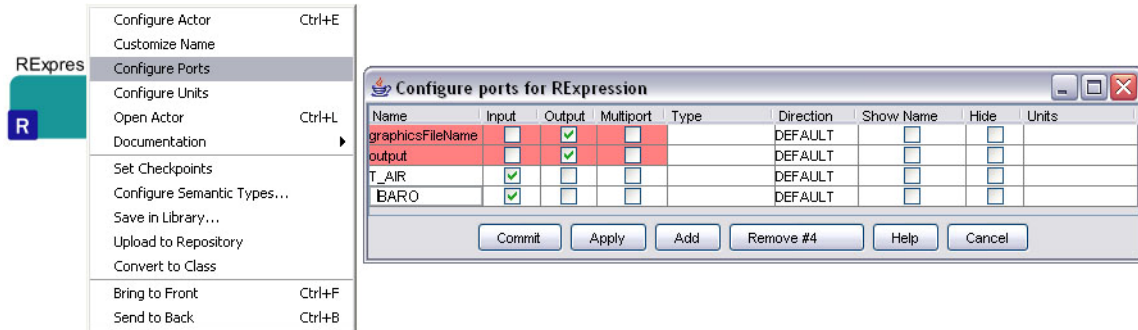 RExpres
R
Configure Actor Ctrl+E
Customize Name
Configure Ports
Configure Units
Open Actor Ctrl+L
Documentation
Set Checkpoints
Configure Semantic Types...
Save in Library...
Upload to Repository
Convert to Class
Bring to Front Ctrl+F
Send to Back Ctrl+B
Configure ports for RExpression
Name Input Output Multiport Type Direction Show Name Hide Units
graphicsFileName DEFAULT
output DEFAULT
T_AIR DEFAULT
BARO DEFAULT
Commit Apply Add Remove #4 Help Cancel